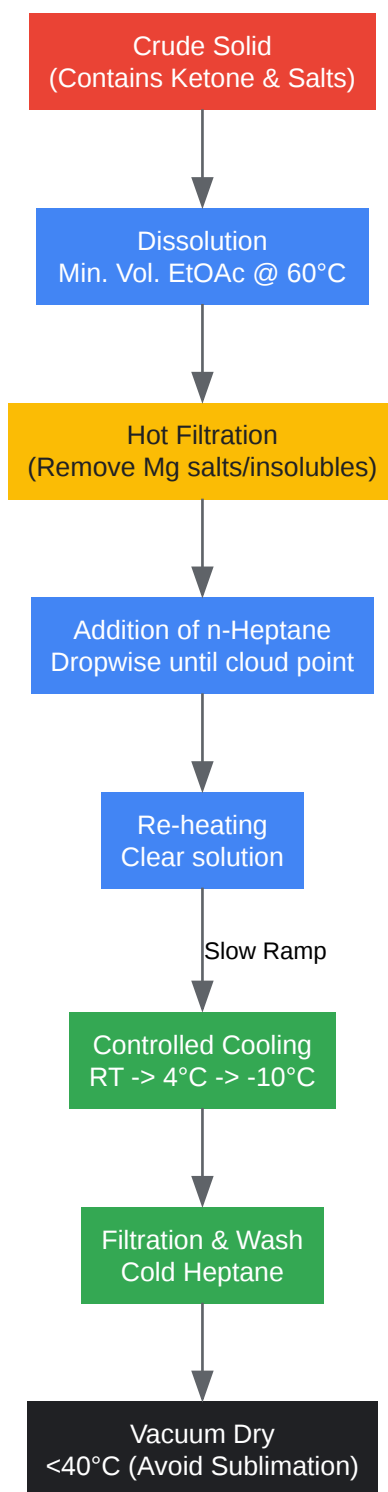 Crude Solid
(Contains Ketone & Salts)
Dissolution
Min. Vol. EtOAc @ 60°C
Hot Filtration
(Remove Mg salts/insolubles)
Addition of n-Heptane
Dropwise until cloud point
Re-heating
Clear solution
Slow Ramp
Controlled Cooling
RT -> 4°C -> -10°C
Filtration & Wash
Cold Heptane
Vacuum Dry
<40°C (Avoid Sublimation)